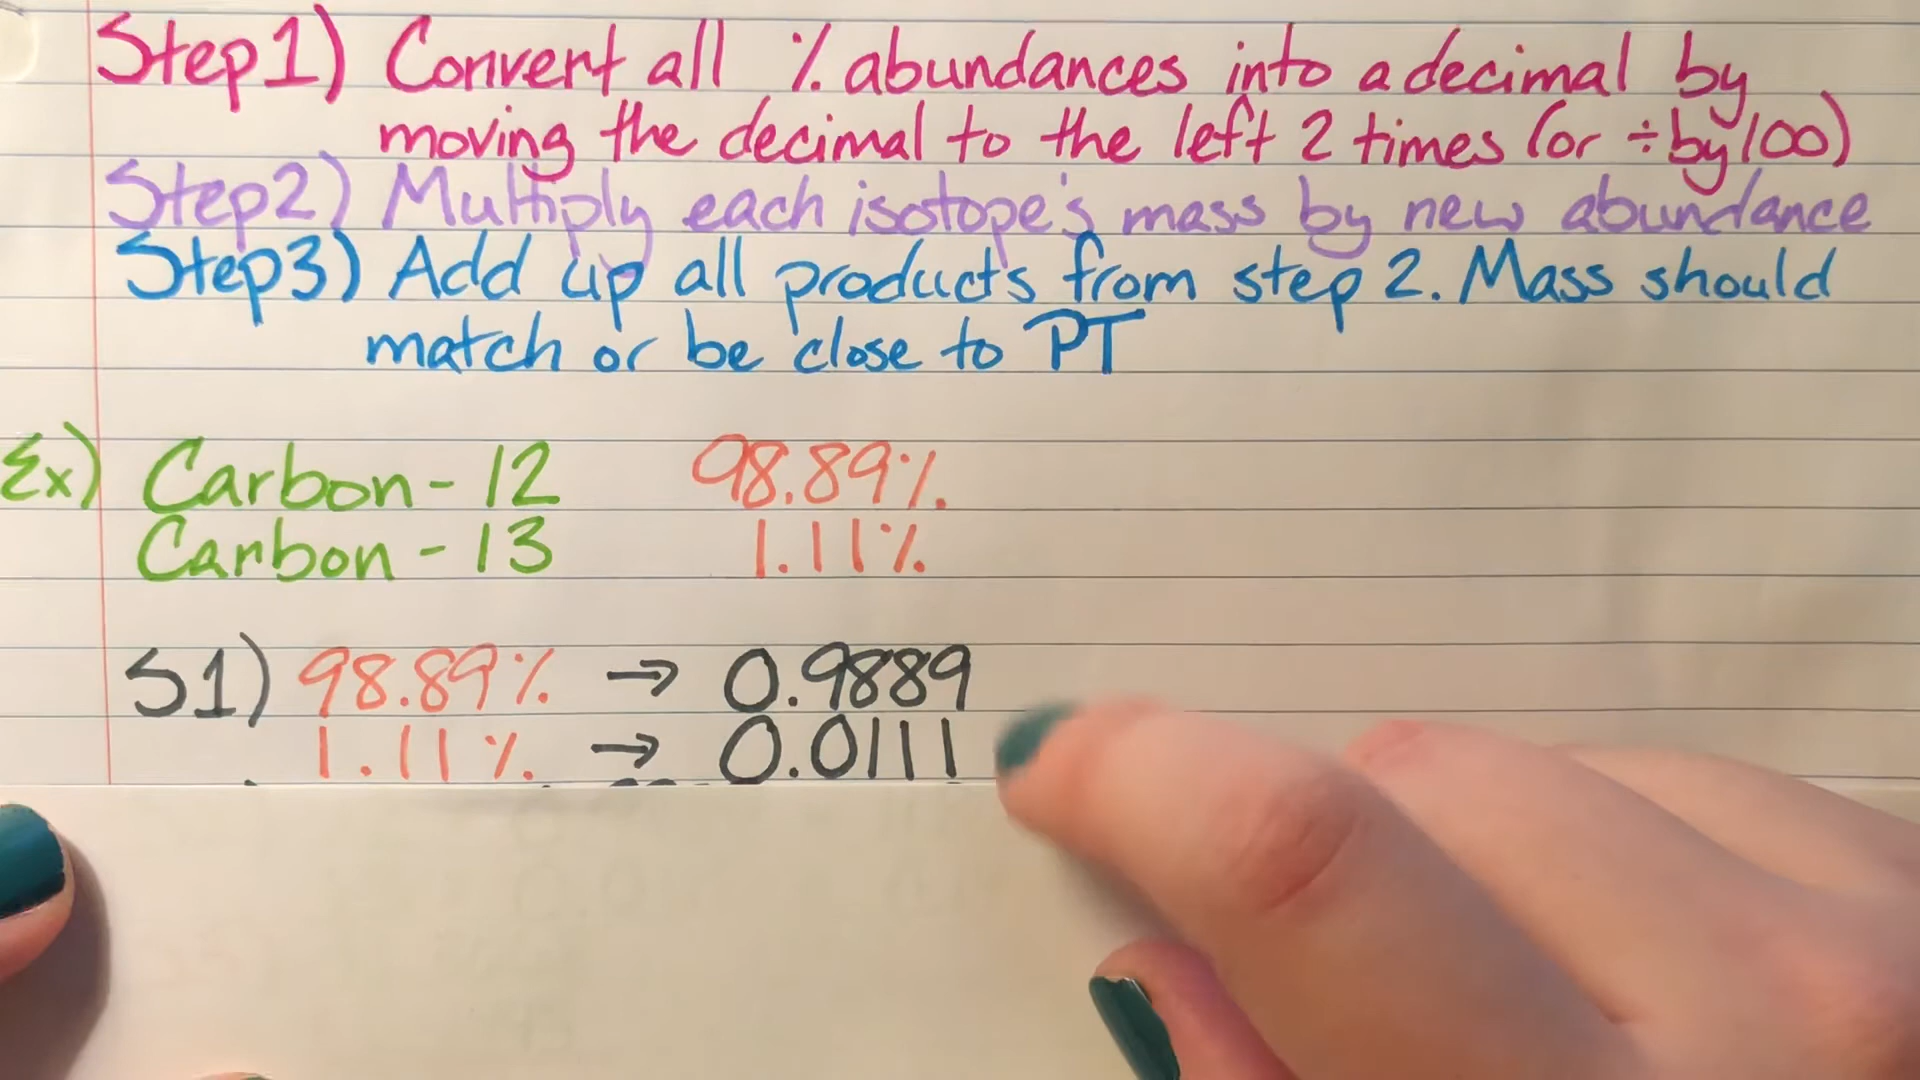 Step 1) Convert all % abundances into a decimal by
moving the decimal to the left 2 times (or ÷ by 100)
Step 2) Multiply each isotope's mass by new abundance
Step 3) Add up all products from step 2. Mass should
match or be close to PT
Ex) Carbon - 12 98.89%
Carbon - 13 1.11%
S1) 98.89% → 0.9889
1.11% → 0.0111